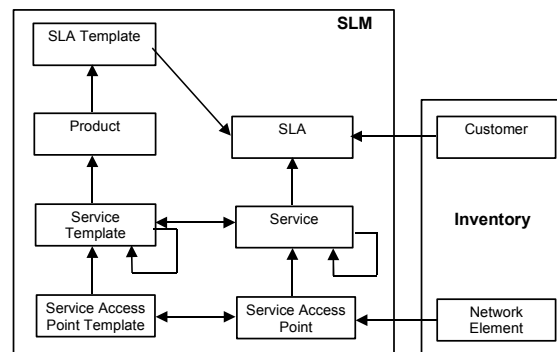 SLM
SLA Template
Product
SLA
Customer
Service
Template
Service
Inventory
Service Access
Point Template
Service Access
Point
Network
Element